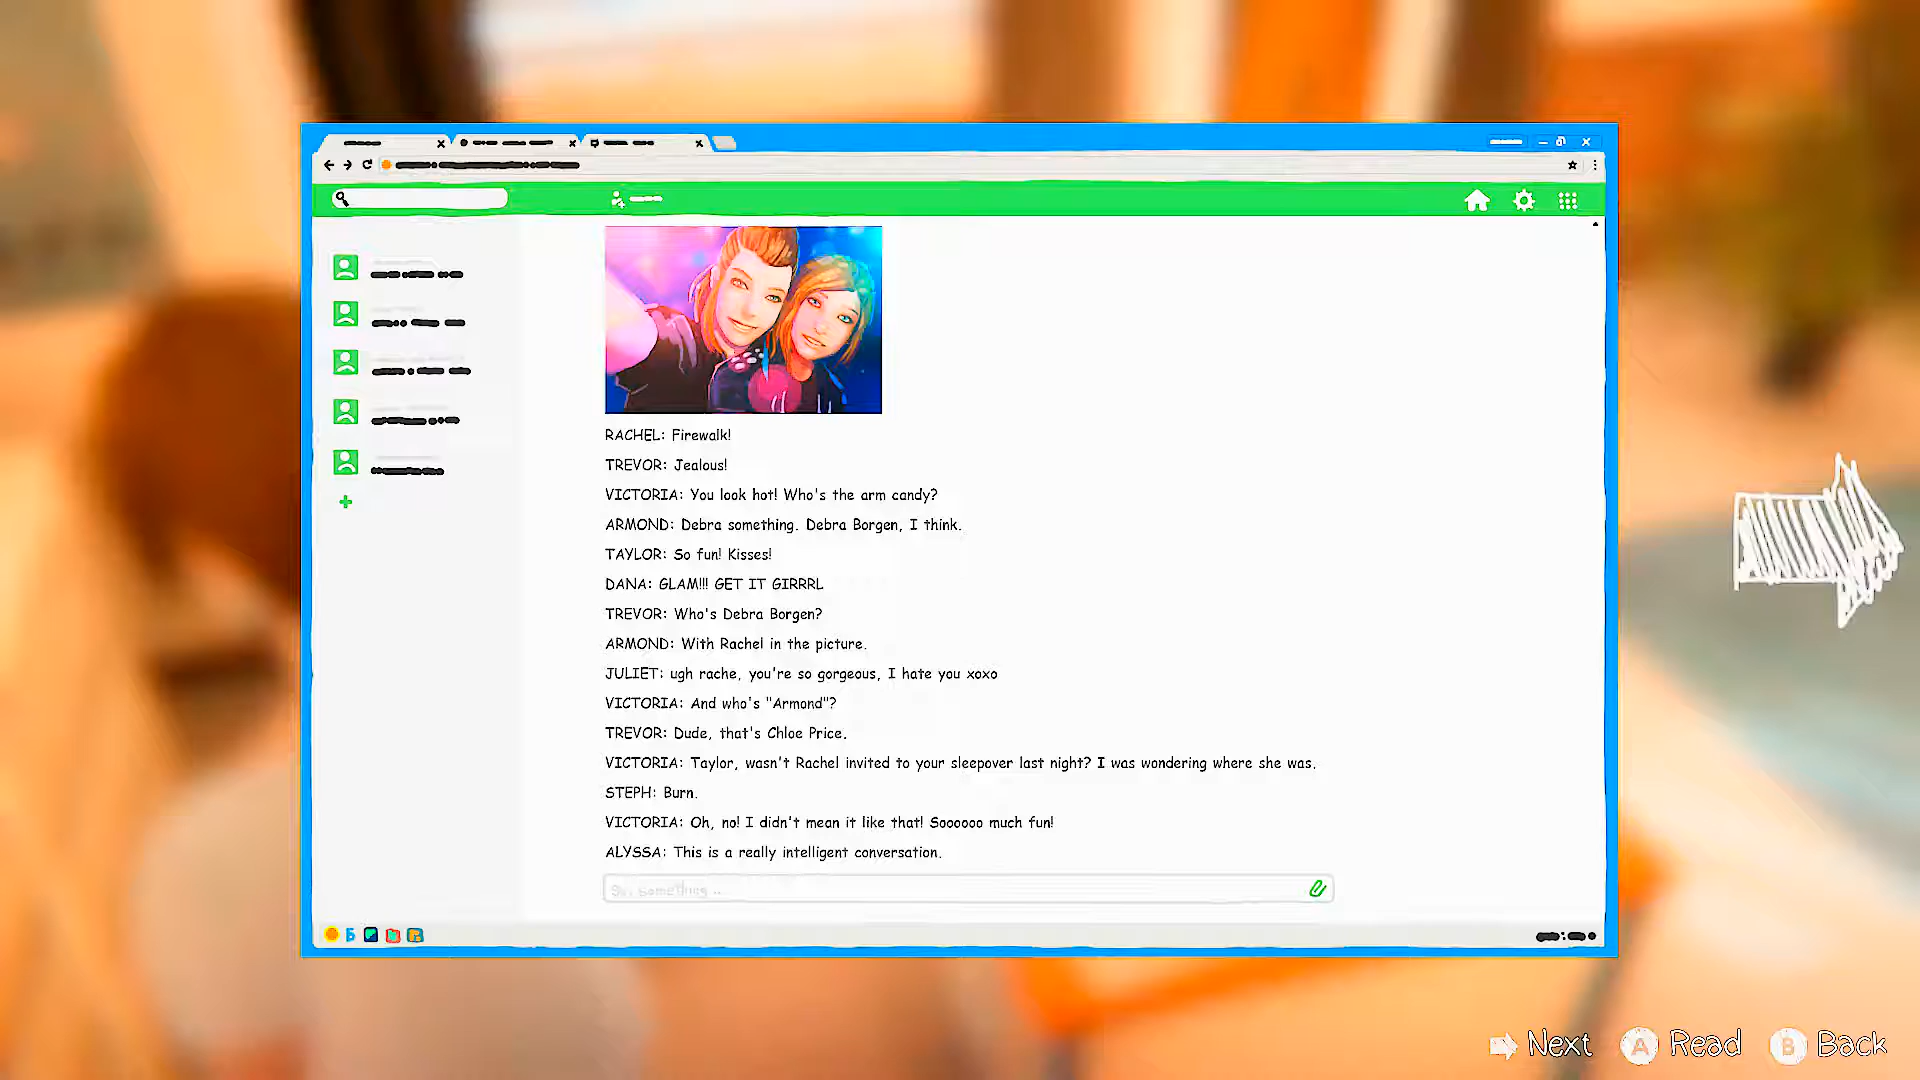 RACHEL: Firewalk!
TREVOR: Jealous!
VICTORIA: You look hot! Who's the arm candy?
ARMOND: Debra something. Debra Borgen, I think.
TAYLOR: So fun! Kisses!
DANA: GLAM!!! GET IT GIRRRL
TREVOR: Who's Debra Borgen?
ARMOND: With Rachel in the picture.
JULIET: ugh rache, you're so gorgeous, I hate you xoxo
VICTORIA: And who's "Armond"?
TREVOR: Dude, that's Chloe Price.
VICTORIA: Taylor, wasn't Rachel invited to your sleepover last night? I was wondering where she was.
STEPH: Burn.
VICTORIA: Oh, no! I didn't mean it like that! Soooooo much fun!
ALYSSA: This is a really intelligent conversation.
something ...
Next A Read B Back